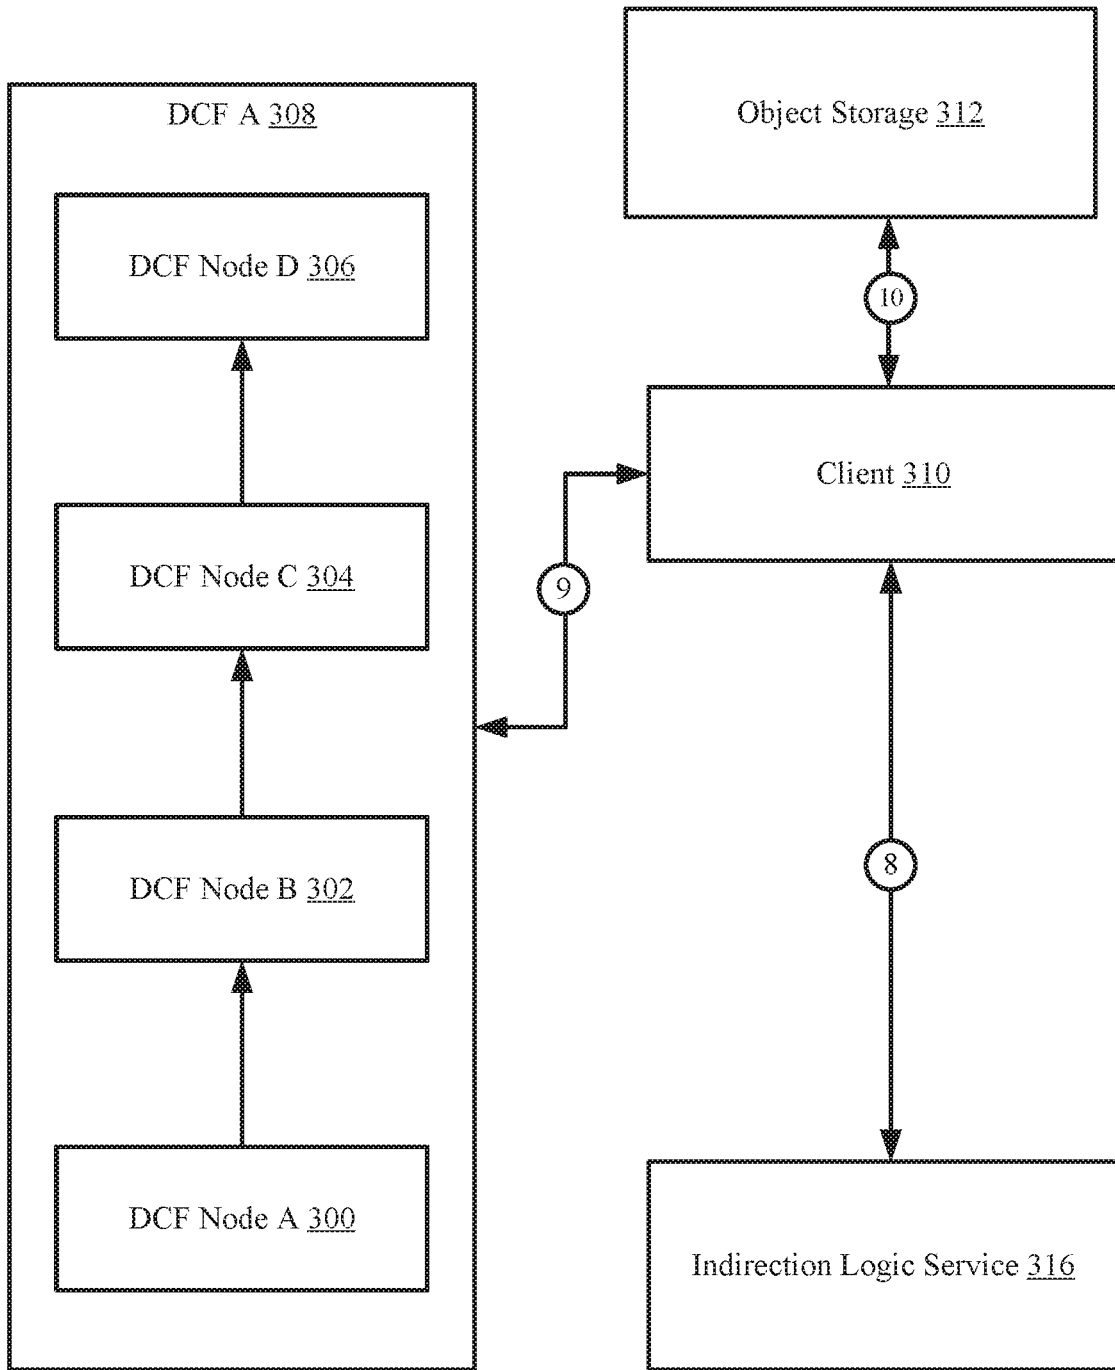 DCF A 308
DCF Node D 306
DCF Node C 304
DCF Node B 302
DCF Node A 300
9
Object Storage 312
10
Client 310
8
Indirection Logic Service 316